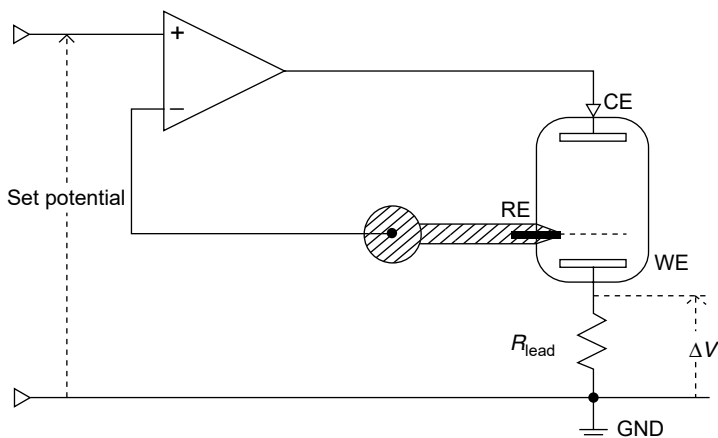 +
−
CE
Set potential
RE
WE
R_lead
ΔV
GND